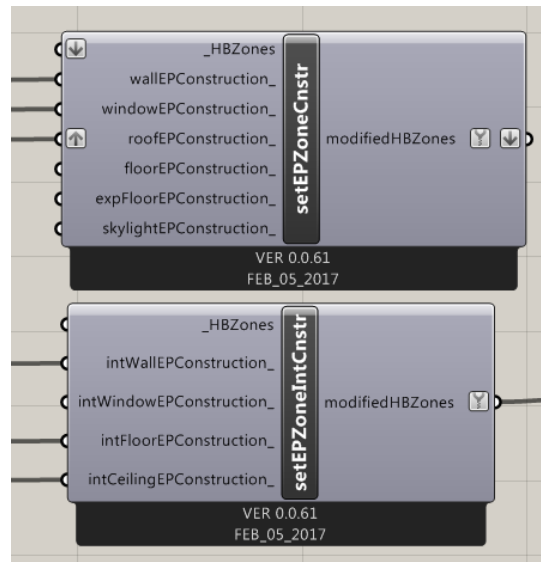 _HBZones
wallEPConstruction_
windowEPConstruction_
roofEPConstruction_
floorEPConstruction_
expFloorEPConstruction_
skylightEPConstruction_
setEPZoneCnstr
modifiedHBZones
VER 0.0.61
FEB_05_2017
_HBZones
intWallEPConstruction_
intWindowEPConstruction_
intFloorEPConstruction_
intCeilingEPConstruction_
setEPZoneIntCnstr
modifiedHBZones
VER 0.0.61
FEB_05_2017